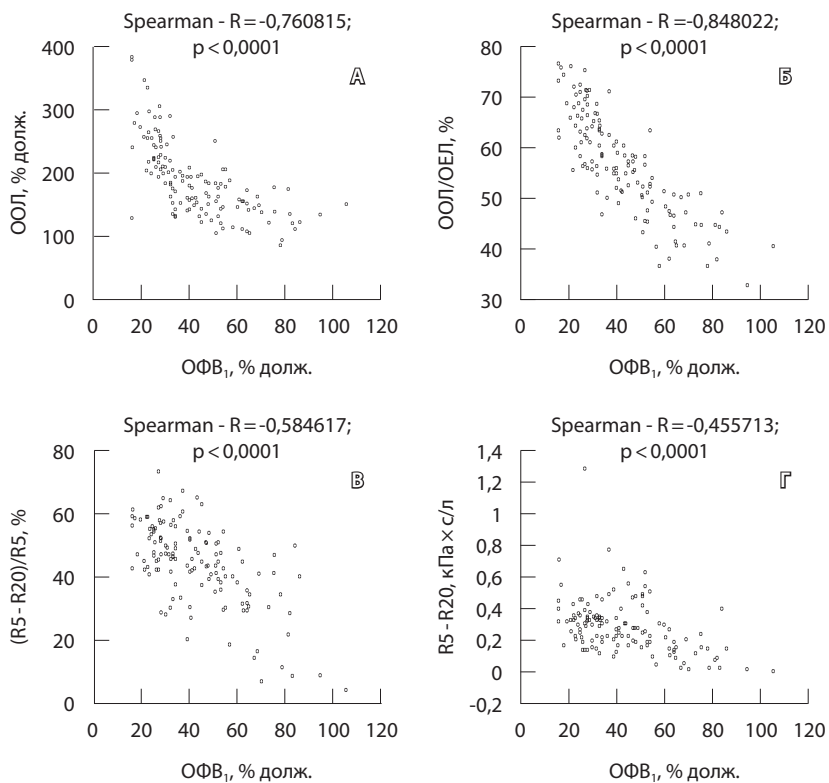 Spearman - R = -0,760815;
p < 0,0001
А
ООЛ, % долж.
400
300
200
100
0
0 20 40 60 80 100 120
ОФВ₁, % долж.
Spearman - R = -0,848022;
p < 0,0001
Б
ООЛ/ОЕЛ, %
80
70
60
50
40
30
0 20 40 60 80 100 120
ОФВ₁, % долж.
Spearman - R = -0,584617;
p < 0,0001
В
(R5 - R20)/R5, %
80
60
40
20
0
0 20 40 60 80 100 120
ОФВ₁, % долж.
Spearman - R = -0,455713;
p < 0,0001
Г
R5 - R20, кПа × с/л
1,4
1,2
1
0,8
0,6
0,4
0,2
0
-0,2
0 20 40 60 80 100 120
ОФВ₁, % долж.